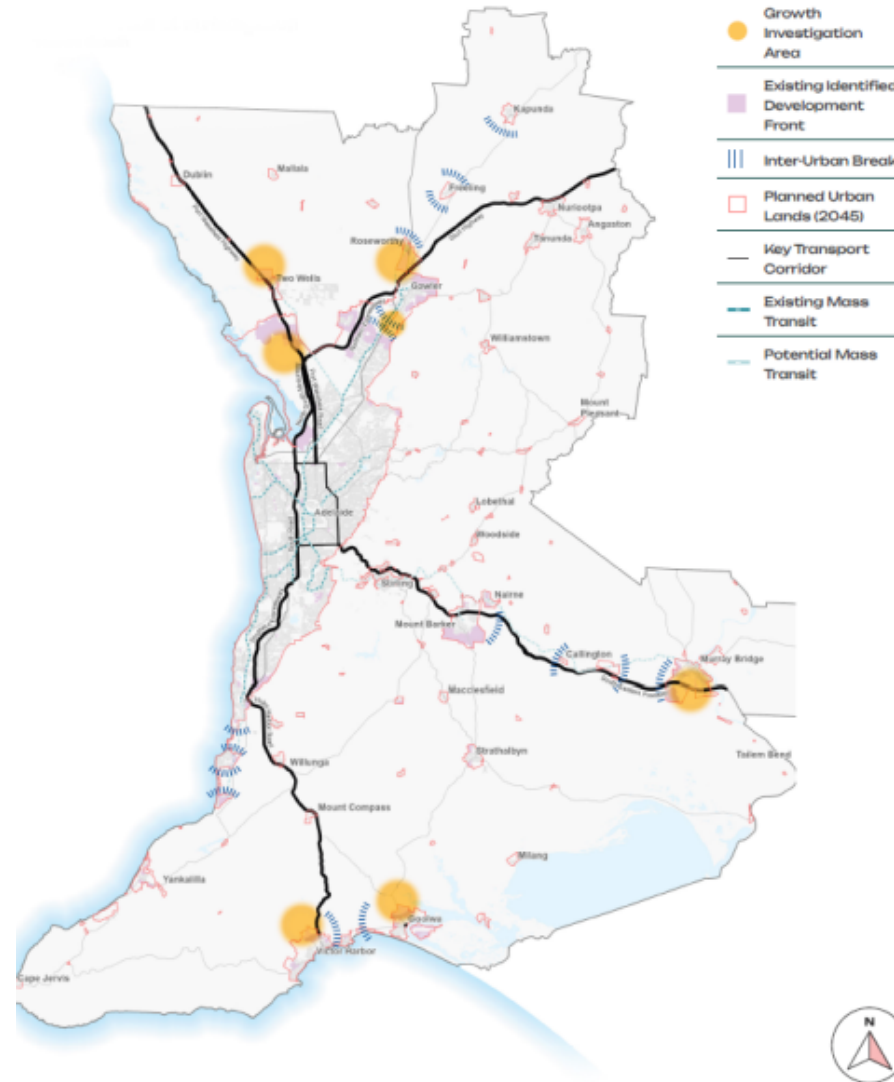 Growth
Investigation
Area
Existing Identified
Development
Front
Inter-Urban Break
Planned Urban
Lands (2045)
Key Transport
Corridor
Existing Mass
Transit
Potential Mass
Transit
Kapunda
Dublin
Mallala
Freeling
Nuriootpa
Angaston
Tanunda
Roseworthy
Sturt Highway
Two Wells
Gawler
Williamstown
Mount
Pleasant
Lobethal
Adelaide
Woodside
Stirling
Nairne
Mount Barker
Callington
Murray Bridge
Macclesfield
Tailem Bend
Strathalbyn
Willunga
Mount Compass
Milang
Yankalilla
Goolwa
Victor Harbor
Cape Jervis
N